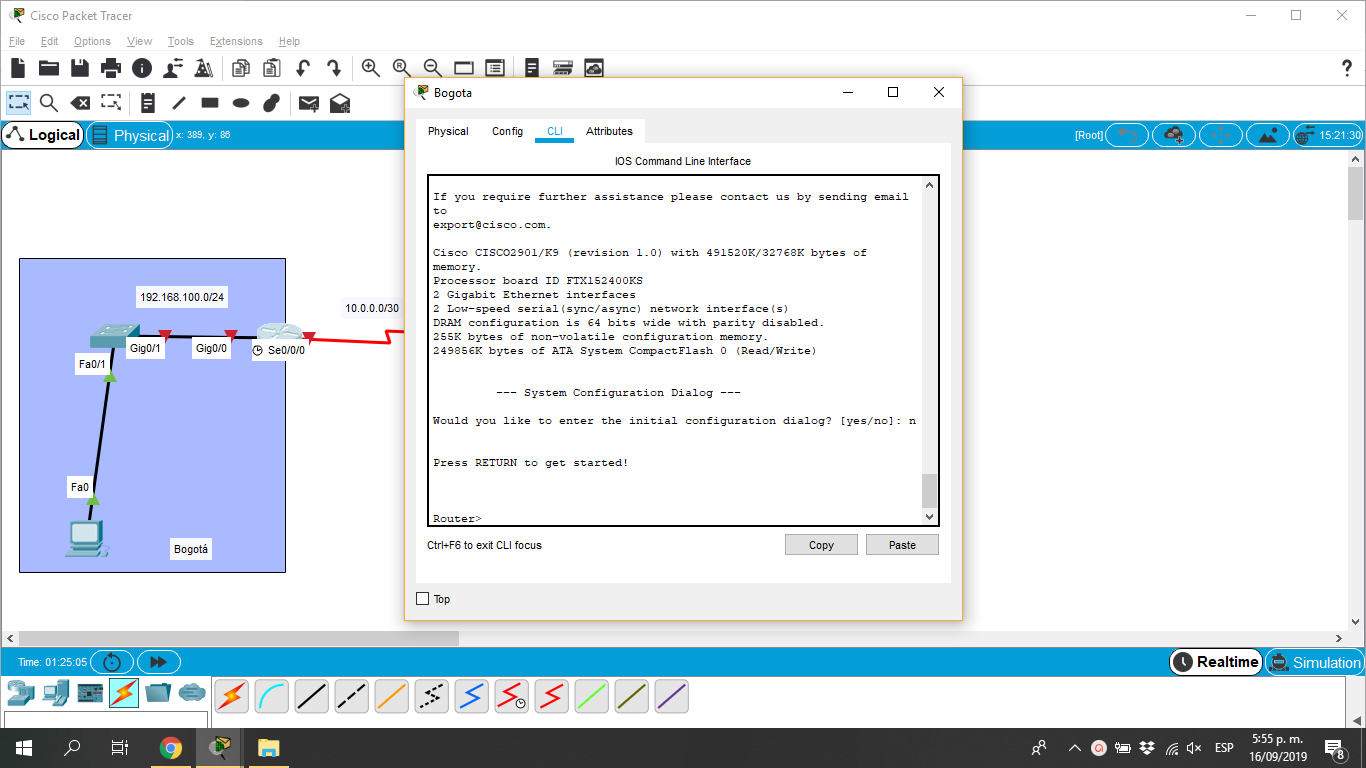 Cisco Packet Tracer
File Edit Options View Tools Extensions Help
?
Logical
Physical
x: 389, y: 86
[Root]
15:21:30
192.168.100.0/24
10.0.0.0/30
Gig0/1
Gig0/0
Se0/0/0
Fa0/1
Fa0
Bogotá
Bogota
Physical Config CLI Attributes
IOS Command Line Interface
If you require further assistance please contact us by sending email
to
export@cisco.com.
Cisco CISCO2901/K9 (revision 1.0) with 491520K/32768K bytes of
memory.
Processor board ID FTX152400KS
2 Gigabit Ethernet interfaces
2 Low-speed serial(sync/async) network interface(s)
DRAM configuration is 64 bits wide with parity disabled.
255K bytes of non-volatile configuration memory.
249856K bytes of ATA System CompactFlash 0 (Read/Write)
--- System Configuration Dialog ---
Would you like to enter the initial configuration dialog? [yes/no]: n
Press RETURN to get started!
Router>
Ctrl+F6 to exit CLI focus
Copy
Paste
Top
Time: 01:25:05
Realtime
Simulation
ESP
5:55 p. m.
16/09/2019
8